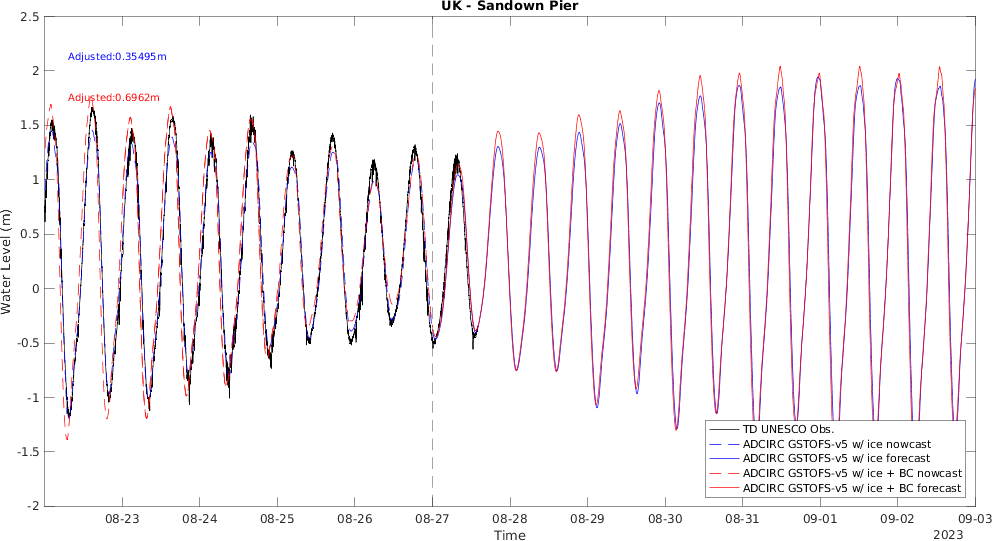 UK - Sandown Pier
Adjusted:0.35495m
Adjusted:0.6962m
Water Level (m)
2.5
2
1.5
1
0.5
0
-0.5
-1
-1.5
-2
TD UNESCO Obs.
ADCIRC GSTOFS-v5 w/ ice nowcast
ADCIRC GSTOFS-v5 w/ ice forecast
ADCIRC GSTOFS-v5 w/ ice + BC nowcast
ADCIRC GSTOFS-v5 w/ ice + BC forecast
08-23 08-24 08-25 08-26 08-27 08-28 08-29 08-30 08-31 09-01 09-02 09-03
Time
2023